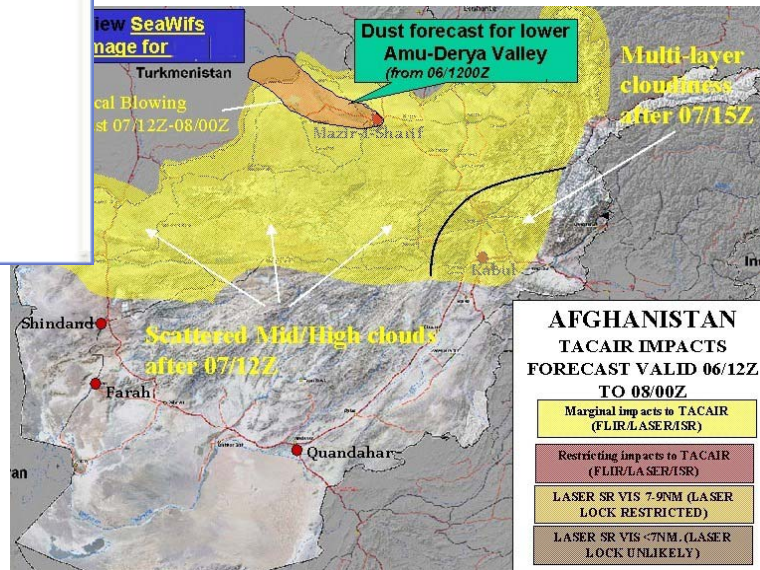 iew SeaWifs
mage for
Dust forecast for lower
Amu-Derya Valley
(from 06/1200Z)
Multi-layer
cloudiness
after 07/15Z
Turkmenistan
cal Blowing
st 07/12Z-08/00Z
Mazir-i-Sharif
Kabul
Shindand
Scattered Mid/High clouds
after 07/12Z
Farah
Quandahar
ran
In
AFGHANISTAN
TACAIR IMPACTS
FORECAST VALID 06/12Z
TO 08/00Z
Marginal impacts to TACAIR
(FLIR/LASER/ISR)
Restricting impacts to TACAIR
(FLIR/LASER/ISR)
LASER SR VIS 7-9NM (LASER
LOCK RESTRICTED)
LASER SR VIS <7NM. (LASER
LOCK UNLIKELY)